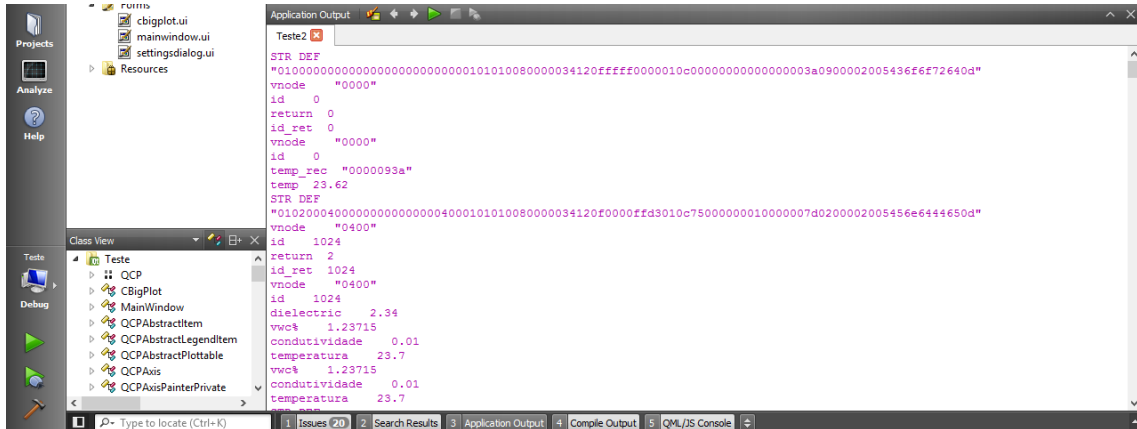 Forms
cbigplot.ui
mainwindow.ui
settingsdialog.ui
Resources
Projects
Analyze
Help
Class View
Teste
Debug
Teste
QCP
CBigPlot
MainWindow
QCPAbstractItem
QCPAbstractLegendItem
QCPAbstractPlottable
QCPAxis
QCPAxisPainterPrivate
Application Output
Teste2
STR DEF
vnode "0000"
id 0
return 0
id_ret 0
vnode "0000"
id 0
temp_rec "0000093a"
temp 23.62
STR DEF
vnode "0400"
id 1024
return 2
id_ret 1024
vnode "0400"
id 1024
dielectric 2.34
vwc% 1.23715
condutividade 0.01
temperatura 23.7
vwc% 1.23715
condutividade 0.01
temperatura 23.7
STR DEF
Type to locate (Ctrl+K)
1 Issues 20 2 Search Results 3 Application Output 4 Compile Output 5 QML/JS Console